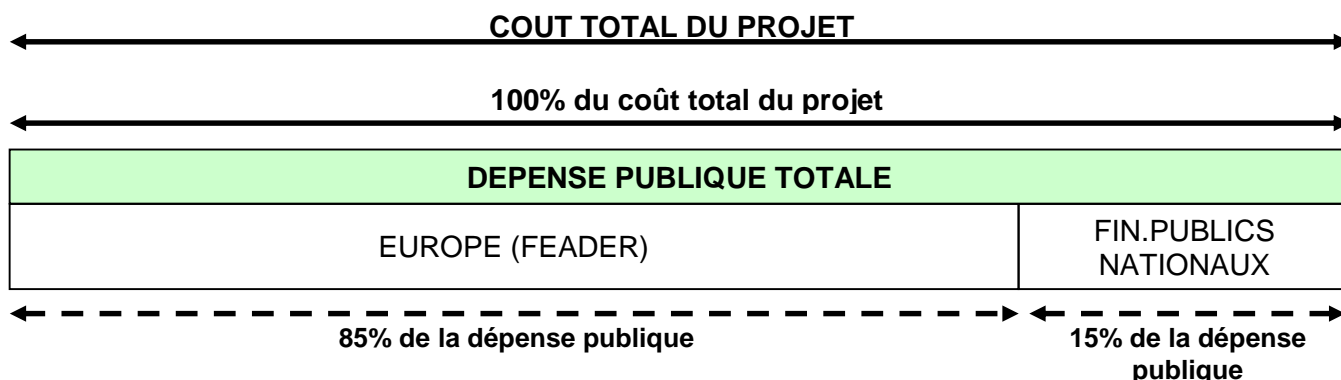 COUT TOTAL DU PROJET
100% du coût total du projet
DEPENSE PUBLIQUE TOTALE
EUROPE (FEADER)
FIN.PUBLICS
NATIONAUX
85% de la dépense publique
15% de la dépense
publique